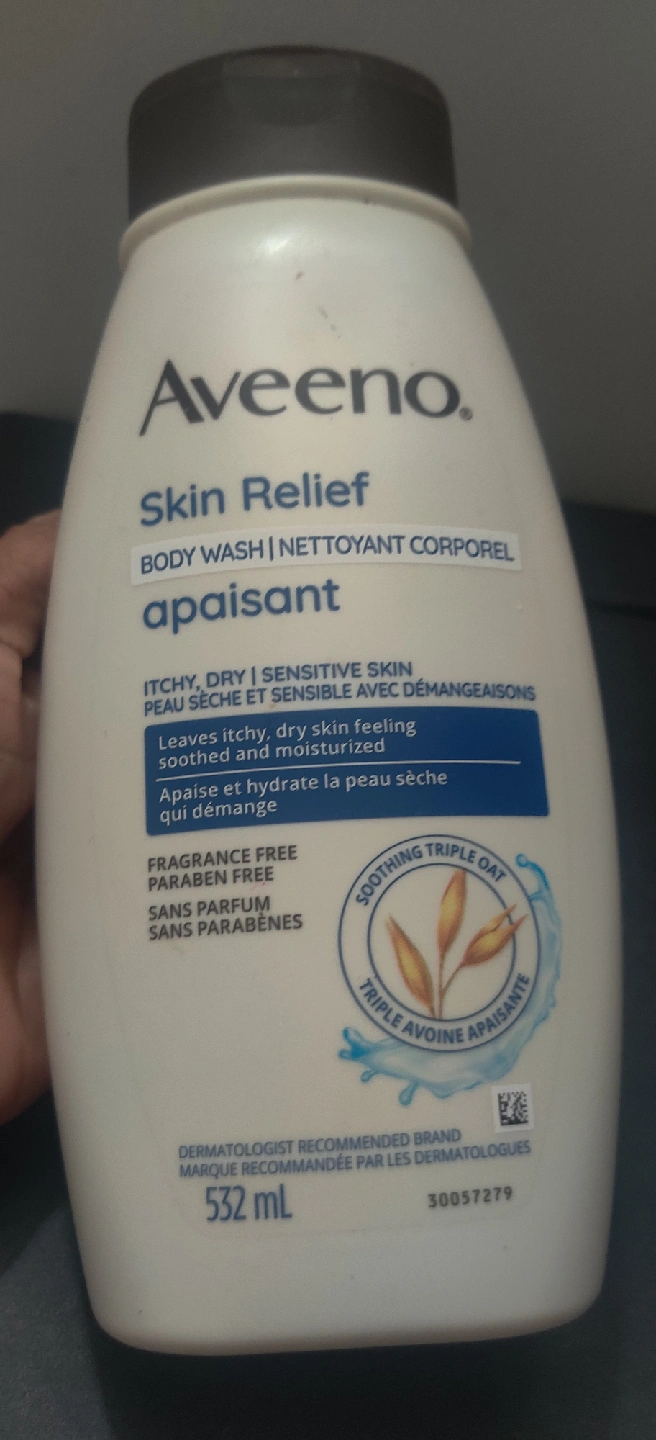 Aveeno®
Skin Relief
BODY WASH | NETTOYANT CORPOREL
apaisant
ITCHY, DRY | SENSITIVE SKIN
PEAU SÈCHE ET SENSIBLE AVEC DÉMANGEAISONS
Leaves itchy, dry skin feeling
soothed and moisturized
Apaise et hydrate la peau sèche
qui démange
FRAGRANCE FREE
PARABEN FREE
SANS PARFUM
SANS PARABÈNES
SOOTHING TRIPLE OAT
TRIPLE AVOINE APAISANTE
DERMATOLOGIST RECOMMENDED BRAND
MARQUE RECOMMANDÉE PAR LES DERMATOLOGUES
532 mL
30057279